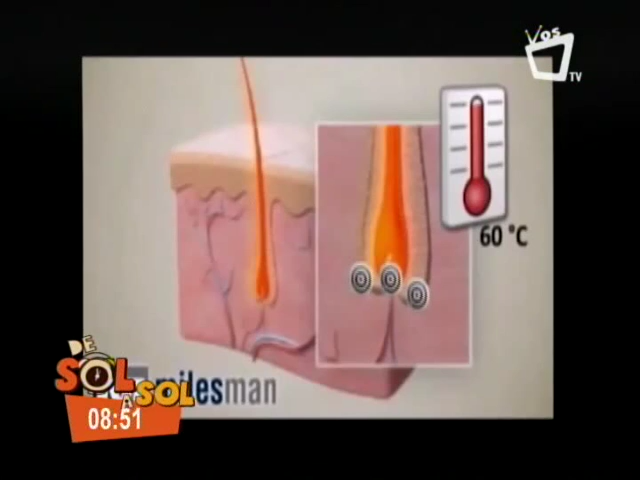 VOS
TV
60 °C
DE
SOL
A SOL
milesman
08:51